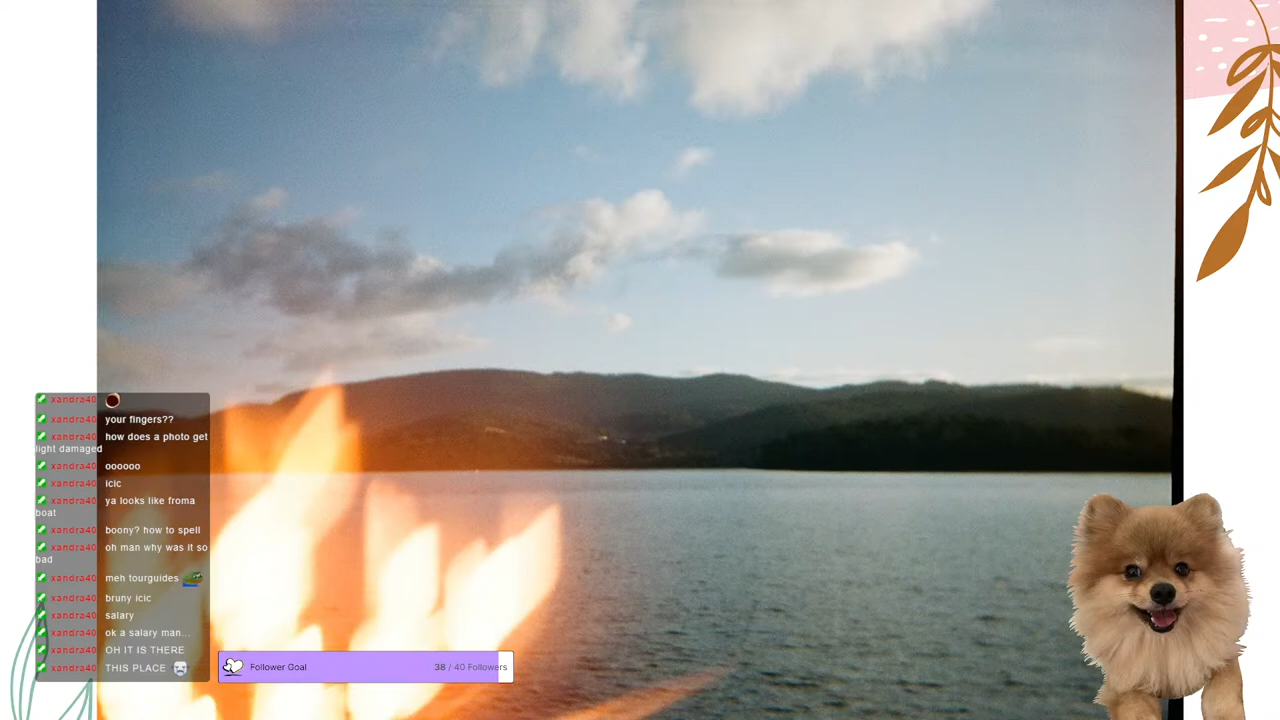 xandra40
xandra40 your fingers??
xandra40 how does a photo get
light damaged
xandra40 oooooo
xandra40 icic
xandra40 ya looks like froma
boat
xandra40 boony? how to spell
xandra40 oh man why was it so
bad
xandra40 meh tourguides
xandra40 bruny icic
xandra40 salary
xandra40 ok a salary man...
xandra40 OH IT IS THERE
xandra40 THIS PLACE
Follower Goal 38 / 40 Followers